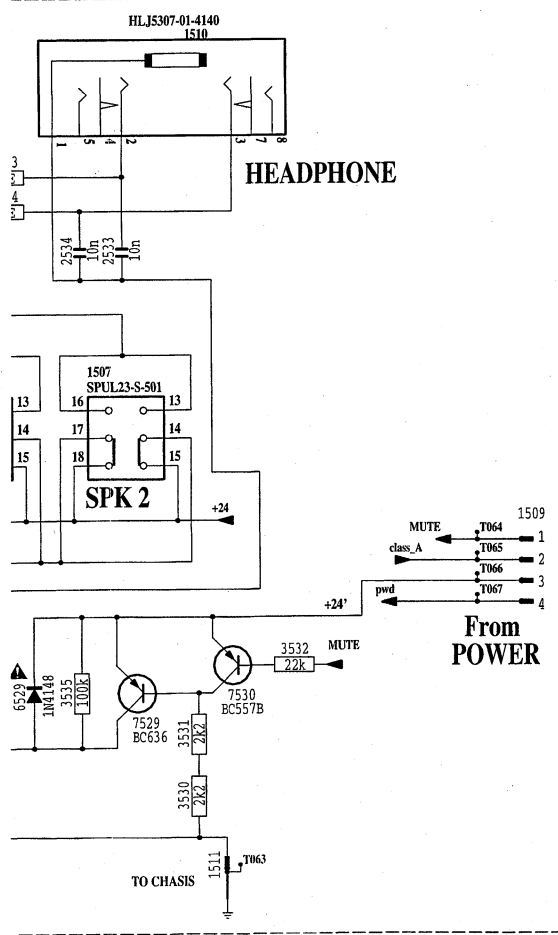 HLJ5307-01-4140
1510
1
5
4
2
3
7
8
HEADPHONE
3
4
2534
10n
2533
10n
1507
SPUL23-S-501
13
14
15
16
17
18
13
14
15
SPK 2
+24
1509
MUTE
T064
1
class_A
T065
2
T066
3
pwd
T067
4
+24'
From
POWER
MUTE
3532
22k
6529
1N4148
3535
100k
7529
BC636
7530
BC557B
3531
2k2
3530
2k2
1511
T063
TO CHASIS